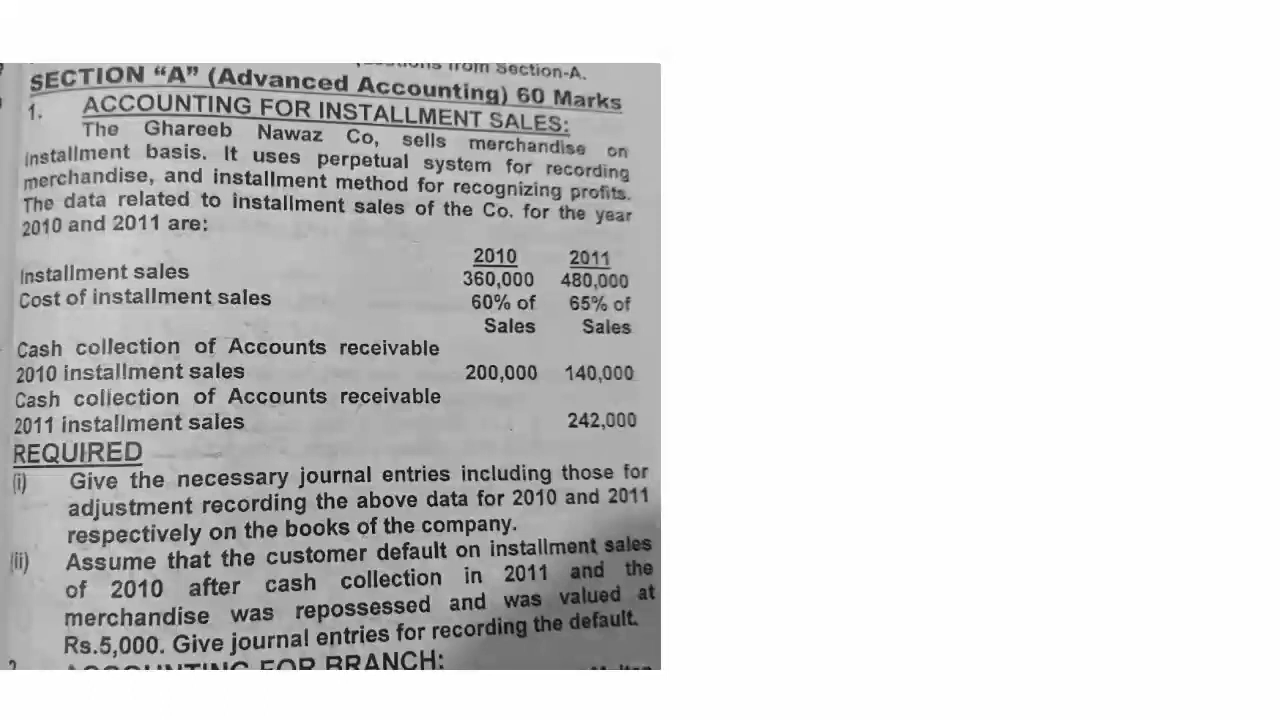 from Section-A.
SECTION "A" (Advanced Accounting) 60 Marks
1. ACCOUNTING FOR INSTALLMENT SALES:
The Ghareeb Nawaz Co, sells merchandise on
installment basis. It uses perpetual system for recording
merchandise, and installment method for recognizing profits.
The data related to installment sales of the Co. for the year
2010 and 2011 are:
2010 2011
Installment sales 360,000 480,000
Cost of installment sales 60% of 65% of
Sales Sales
Cash collection of Accounts receivable
2010 installment sales 200,000 140,000
Cash collection of Accounts receivable
2011 installment sales 242,000
REQUIRED
(i) Give the necessary journal entries including those for
adjustment recording the above data for 2010 and 2011
respectively on the books of the company.
(ii) Assume that the customer default on installment sales
of 2010 after cash collection in 2011 and the
merchandise was repossessed and was valued at
Rs.5,000. Give journal entries for recording the default.
2. ACCOUNTING FOR BRANCH: